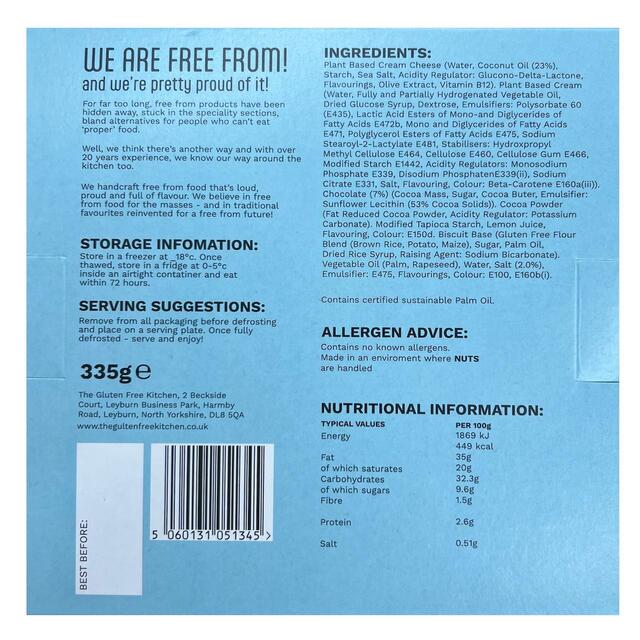 WE ARE FREE FROM!
and we're pretty proud of it!
For far too long, free from products have been
hidden away, stuck in the speciality sections,
bland alternatives for people who can't eat
'proper' food.
Well, we think there's another way and with over
20 years experience, we know our way around the
kitchen too.
We handcraft free from food that's loud,
proud and full of flavour. We believe in free
from food for the masses - and in traditional
favourites reinvented for a free from future!
STORAGE INFOMATION:
Store in a freezer at _18°c. Once
thawed, store in a fridge at 0-5°c
inside an airtight contatiner and eat
within 72 hours.
SERVING SUGGESTIONS:
Remove from all packaging before defrosting
and place on a serving plate. Once fully
defrosted - serve and enjoy!
335g e
The Gluten Free Kitchen, 2 Beckside
Court, Leyburn Business Park, Harmby
Road, Leyburn, North Yorkshire, DL8 5QA
www.theglutenfreekitchen.co.uk
BEST BEFORE:
5 060131 051345 >
INGREDIENTS:
Plant Based Cream Cheese (Water, Coconut Oil (23%),
Starch, Sea Salt, Acidity Regulator: Glucono-Delta-Lactone,
Flavourings, Olive Extract, Vitamin B12). Plant Based Cream
(Water, Fully and Partially Hydrogenated Vegetable Oil,
Dried Glucose Syrup, Dextrose, Emulsifiers: Polysorbate 60
(E435), Lactic Acid Esters of Mono-and Diglycerides of
Fatty Acids E472b, Mono and Diglycerides of Fatty Acids
E471, Polyglycerol Esters of Fatty Acids E475, Sodium
Stearoyl-2-Lactylate E481, Stabilisers: Hydroxpropyl
Methyl Cellulose E464, Cellulose E460, Cellulose Gum E466,
Modified Starch E1442, Acidity Regulators: Monosodium
Phosphate E339, Disodium PhosphatenE339(ii), Sodium
Citrate E331, Salt, Flavouring, Colour: Beta-Carotene E160a(iii)).
Chocolate (7%) (Cocoa Mass, Sugar, Cocoa Butter, Emulsifier:
Sunflower Lecithin (53% Cocoa Solids)). Cocoa Powder
(Fat Reduced Cocoa Powder, Acidity Regulator: Potassium
Carbonate). Modified Tapioca Starch, Lemon Juice,
Flavouring, Colour: E150d. Biscuit Base (Gluten Free Flour
Blend (Brown Rice, Potato, Maize), Sugar, Palm Oil,
Dried Rice Syrup, Raising Agent: Sodium Bicarbonate).
Vegetable Oil (Palm, Rapeseed), Water, Salt (2.0%),
Emulsifier: E475, Flavourings, Colour: E100, E160b(i).
Contains certified sustainable Palm Oil.
ALLERGEN ADVICE:
Contains no known allergens.
Made in an enviroment where NUTS
are handled
NUTRITIONAL INFORMATION:
TYPICAL VALUES PER 100g
Energy 1869 kJ
449 kcal
Fat 35g
of which saturates 20g
Carbohydrates 32.3g
of which sugars 9.6g
Fibre 1.5g
Protein 2.6g
Salt 0.51g